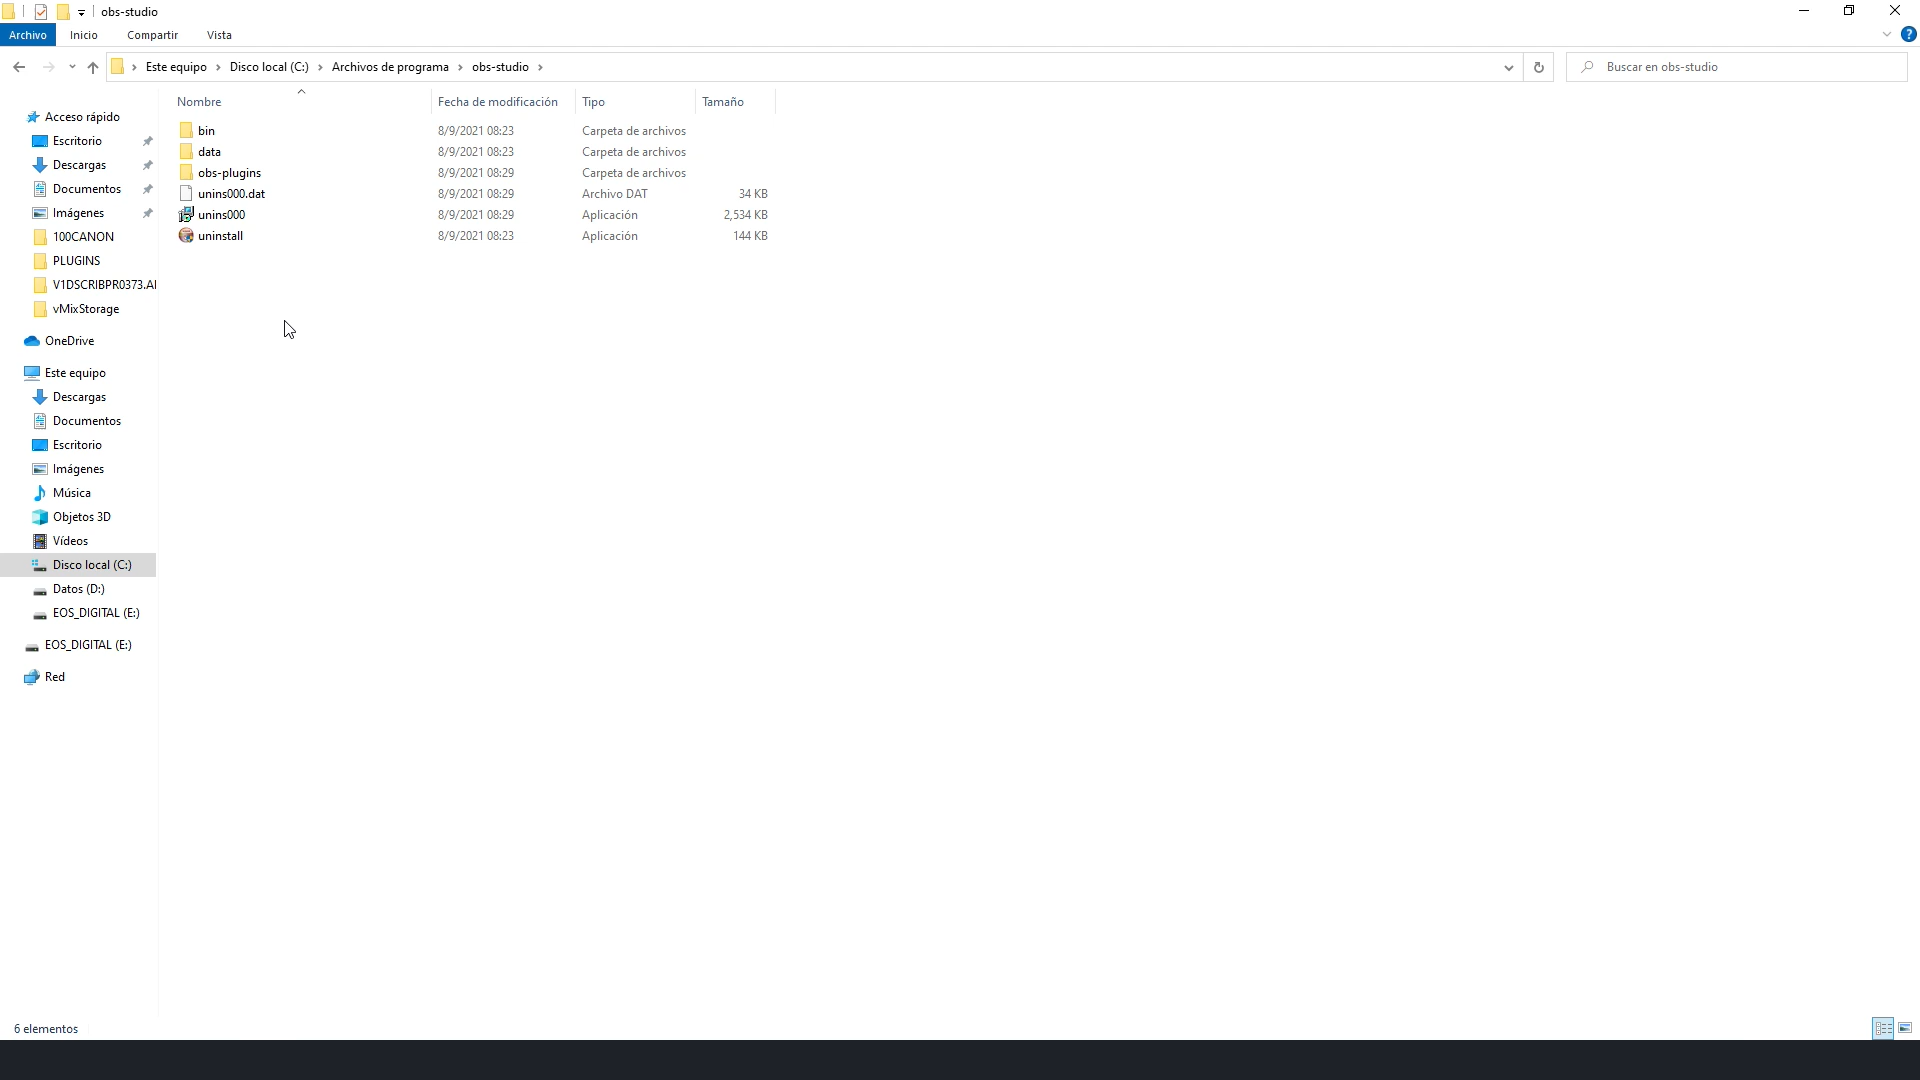 obs-studio
Archivo Inicio Compartir Vista
Este equipo Disco local (C:) Archivos de programa obs-studio
Buscar en obs-studio
Nombre Fecha de modificación Tipo Tamaño
bin 8/9/2021 08:23 Carpeta de archivos
data 8/9/2021 08:23 Carpeta de archivos
obs-plugins 8/9/2021 08:29 Carpeta de archivos
unins000.dat 8/9/2021 08:29 Archivo DAT 34 KB
unins000 8/9/2021 08:29 Aplicación 2,534 KB
uninstall 8/9/2021 08:23 Aplicación 144 KB
Acceso rápido
Escritorio
Descargas
Documentos
Imágenes
100CANON
PLUGINS
V1DSCRIBPR0373.AI
vMixStorage
OneDrive
Este equipo
Descargas
Documentos
Escritorio
Imágenes
Música
Objetos 3D
Vídeos
Disco local (C:)
Datos (D:)
EOS_DIGITAL (E:)
EOS_DIGITAL (E:)
Red
6 elementos